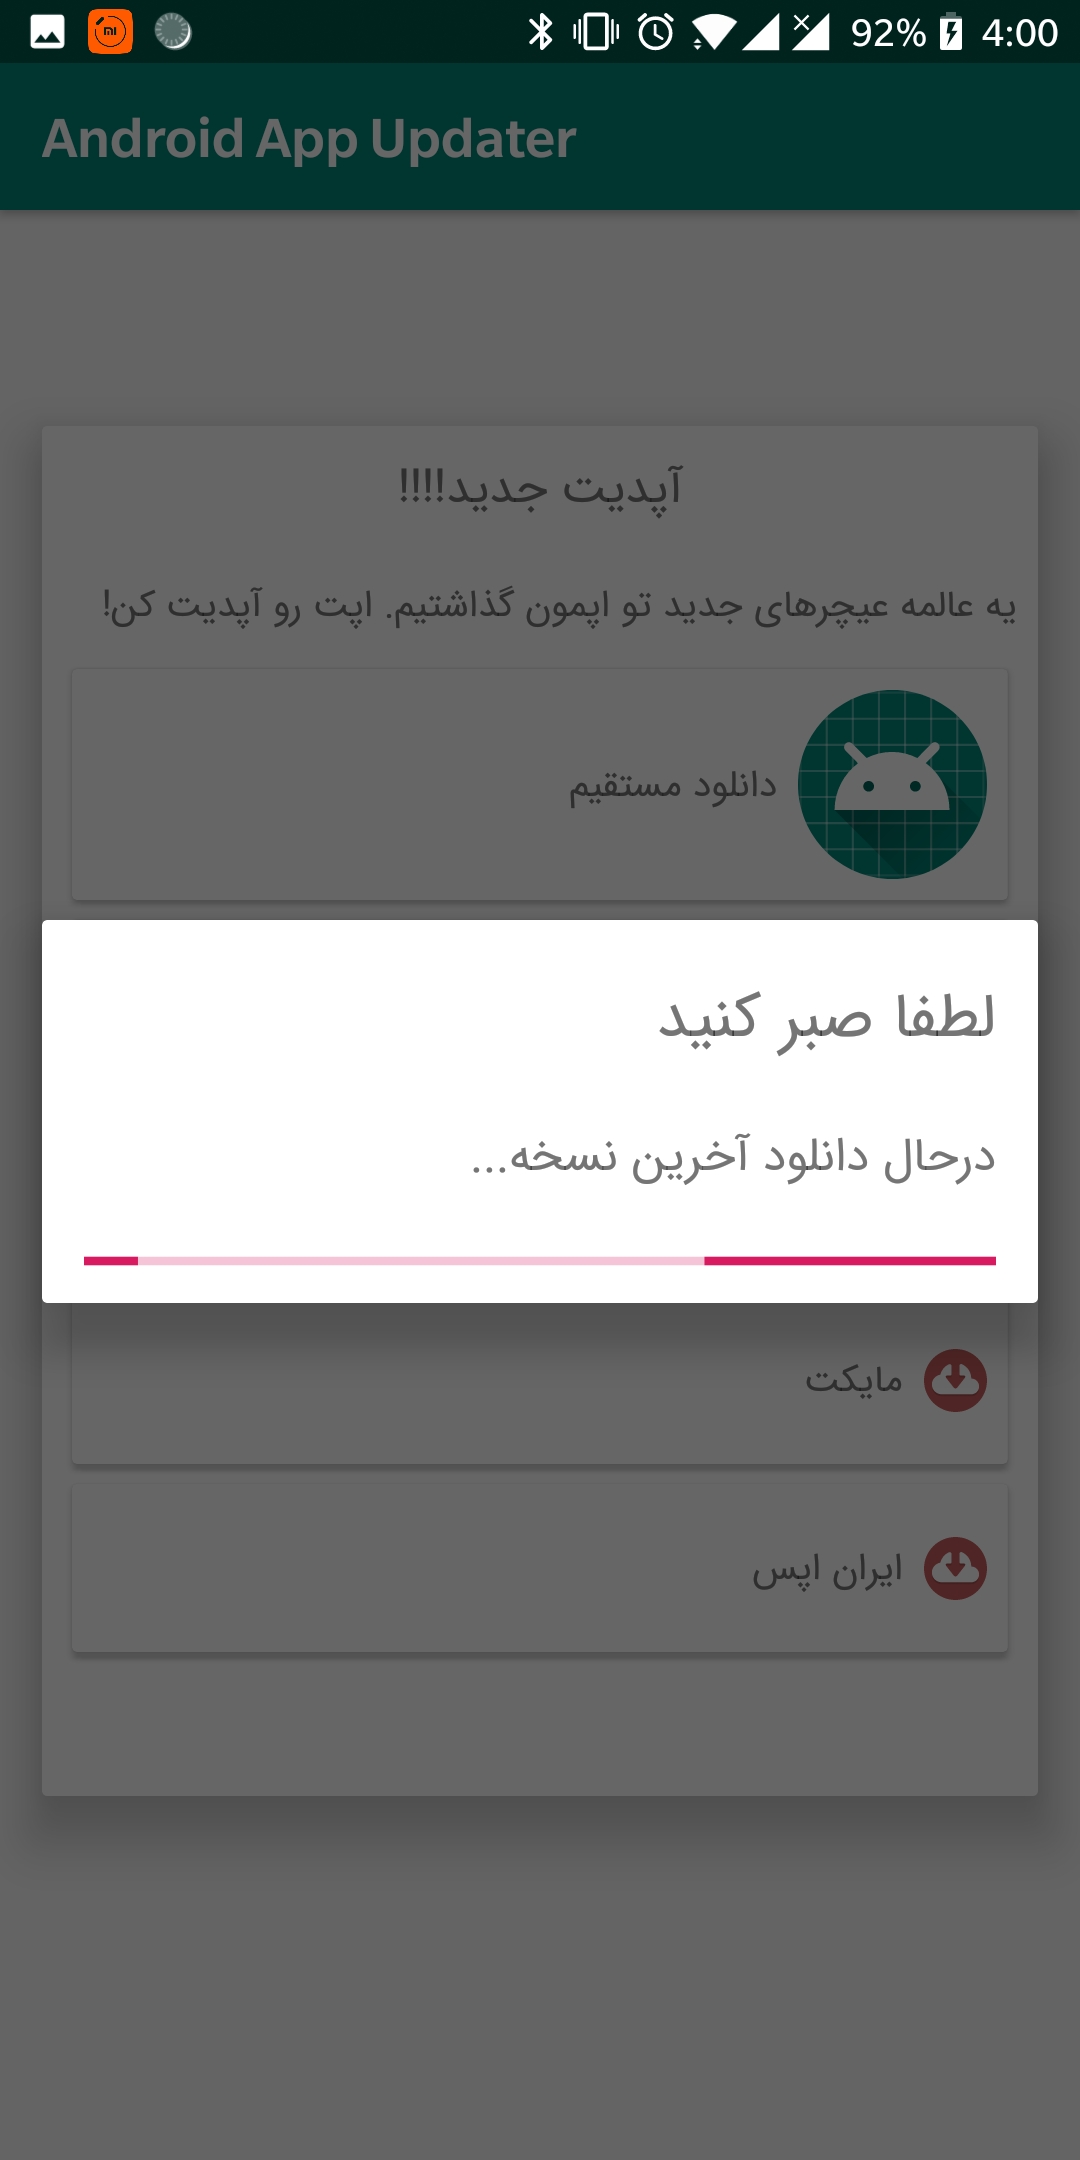 92% 4:00
Android App Updater
آپدیت جدید!!!!
یه عالمه عیچرهای جدید تو اپمون گذاشتیم. اپت رو آپدیت کن!
دانلود مستقیم
لطفا صبر کنید
درحال دانلود آخرین نسخه...
مایکت
ایران اپس